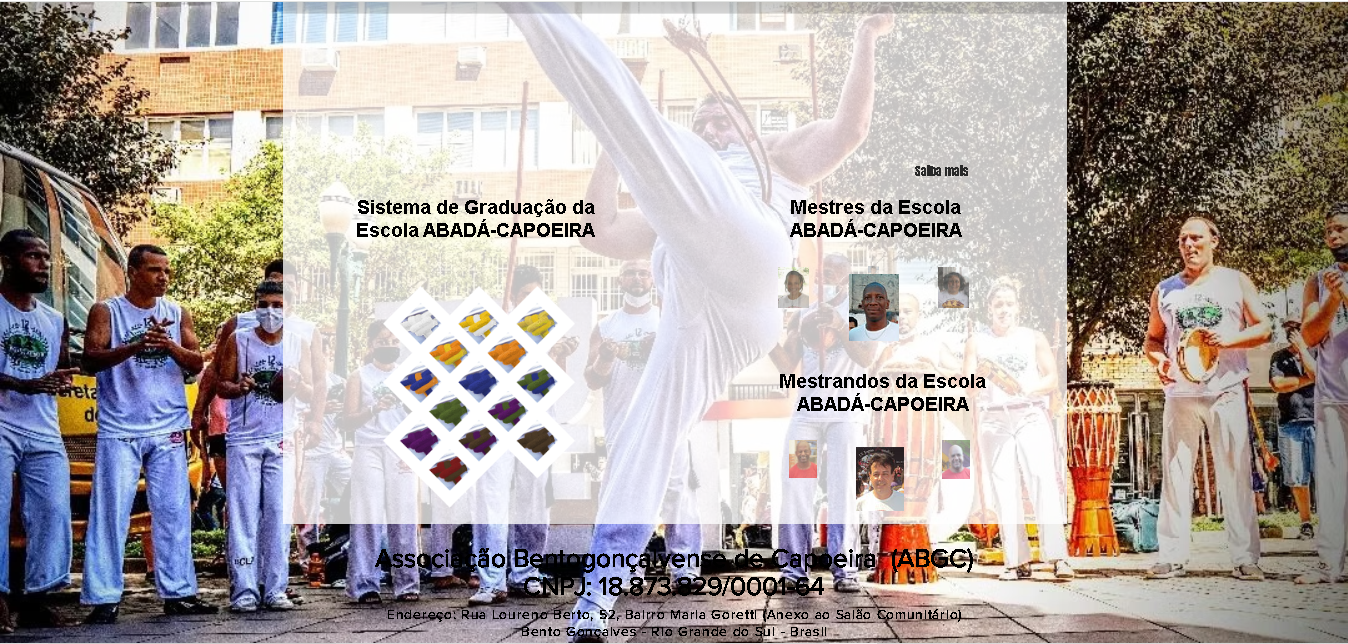 Saiba mais
Sistema de Graduação da
Escola ABADÁ-CAPOEIRA
Mestres da Escola
ABADÁ-CAPOEIRA
Mestrandos da Escola
ABADÁ-CAPOEIRA
Associação Bentogonçalvense de Capoeira (ABGC)
CNPJ: 18.873.929/0001-64
Endereço: Rua Loureno Berto, 52, Bairro Maria Goretti (Anexo ao Salão Comunitário)
Bento Gonçalves - Rio Grande do Sul - Brasil